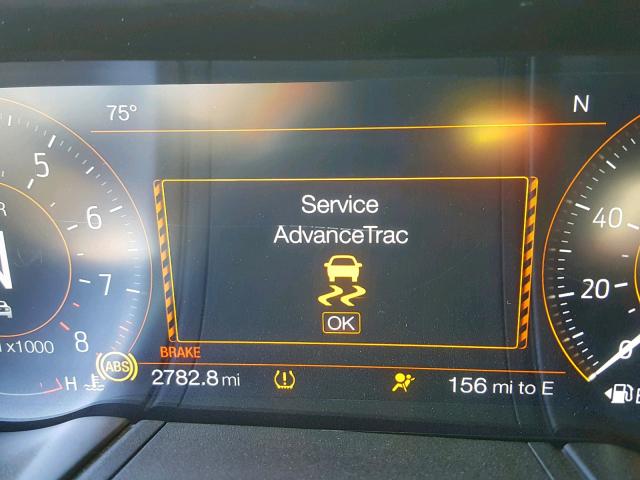 75° N
5
6
7
8
x1000
Service
AdvanceTrac
OK
40
20
0
BRAKE
ABS
H 2782.8 mi 156 mi to E
N